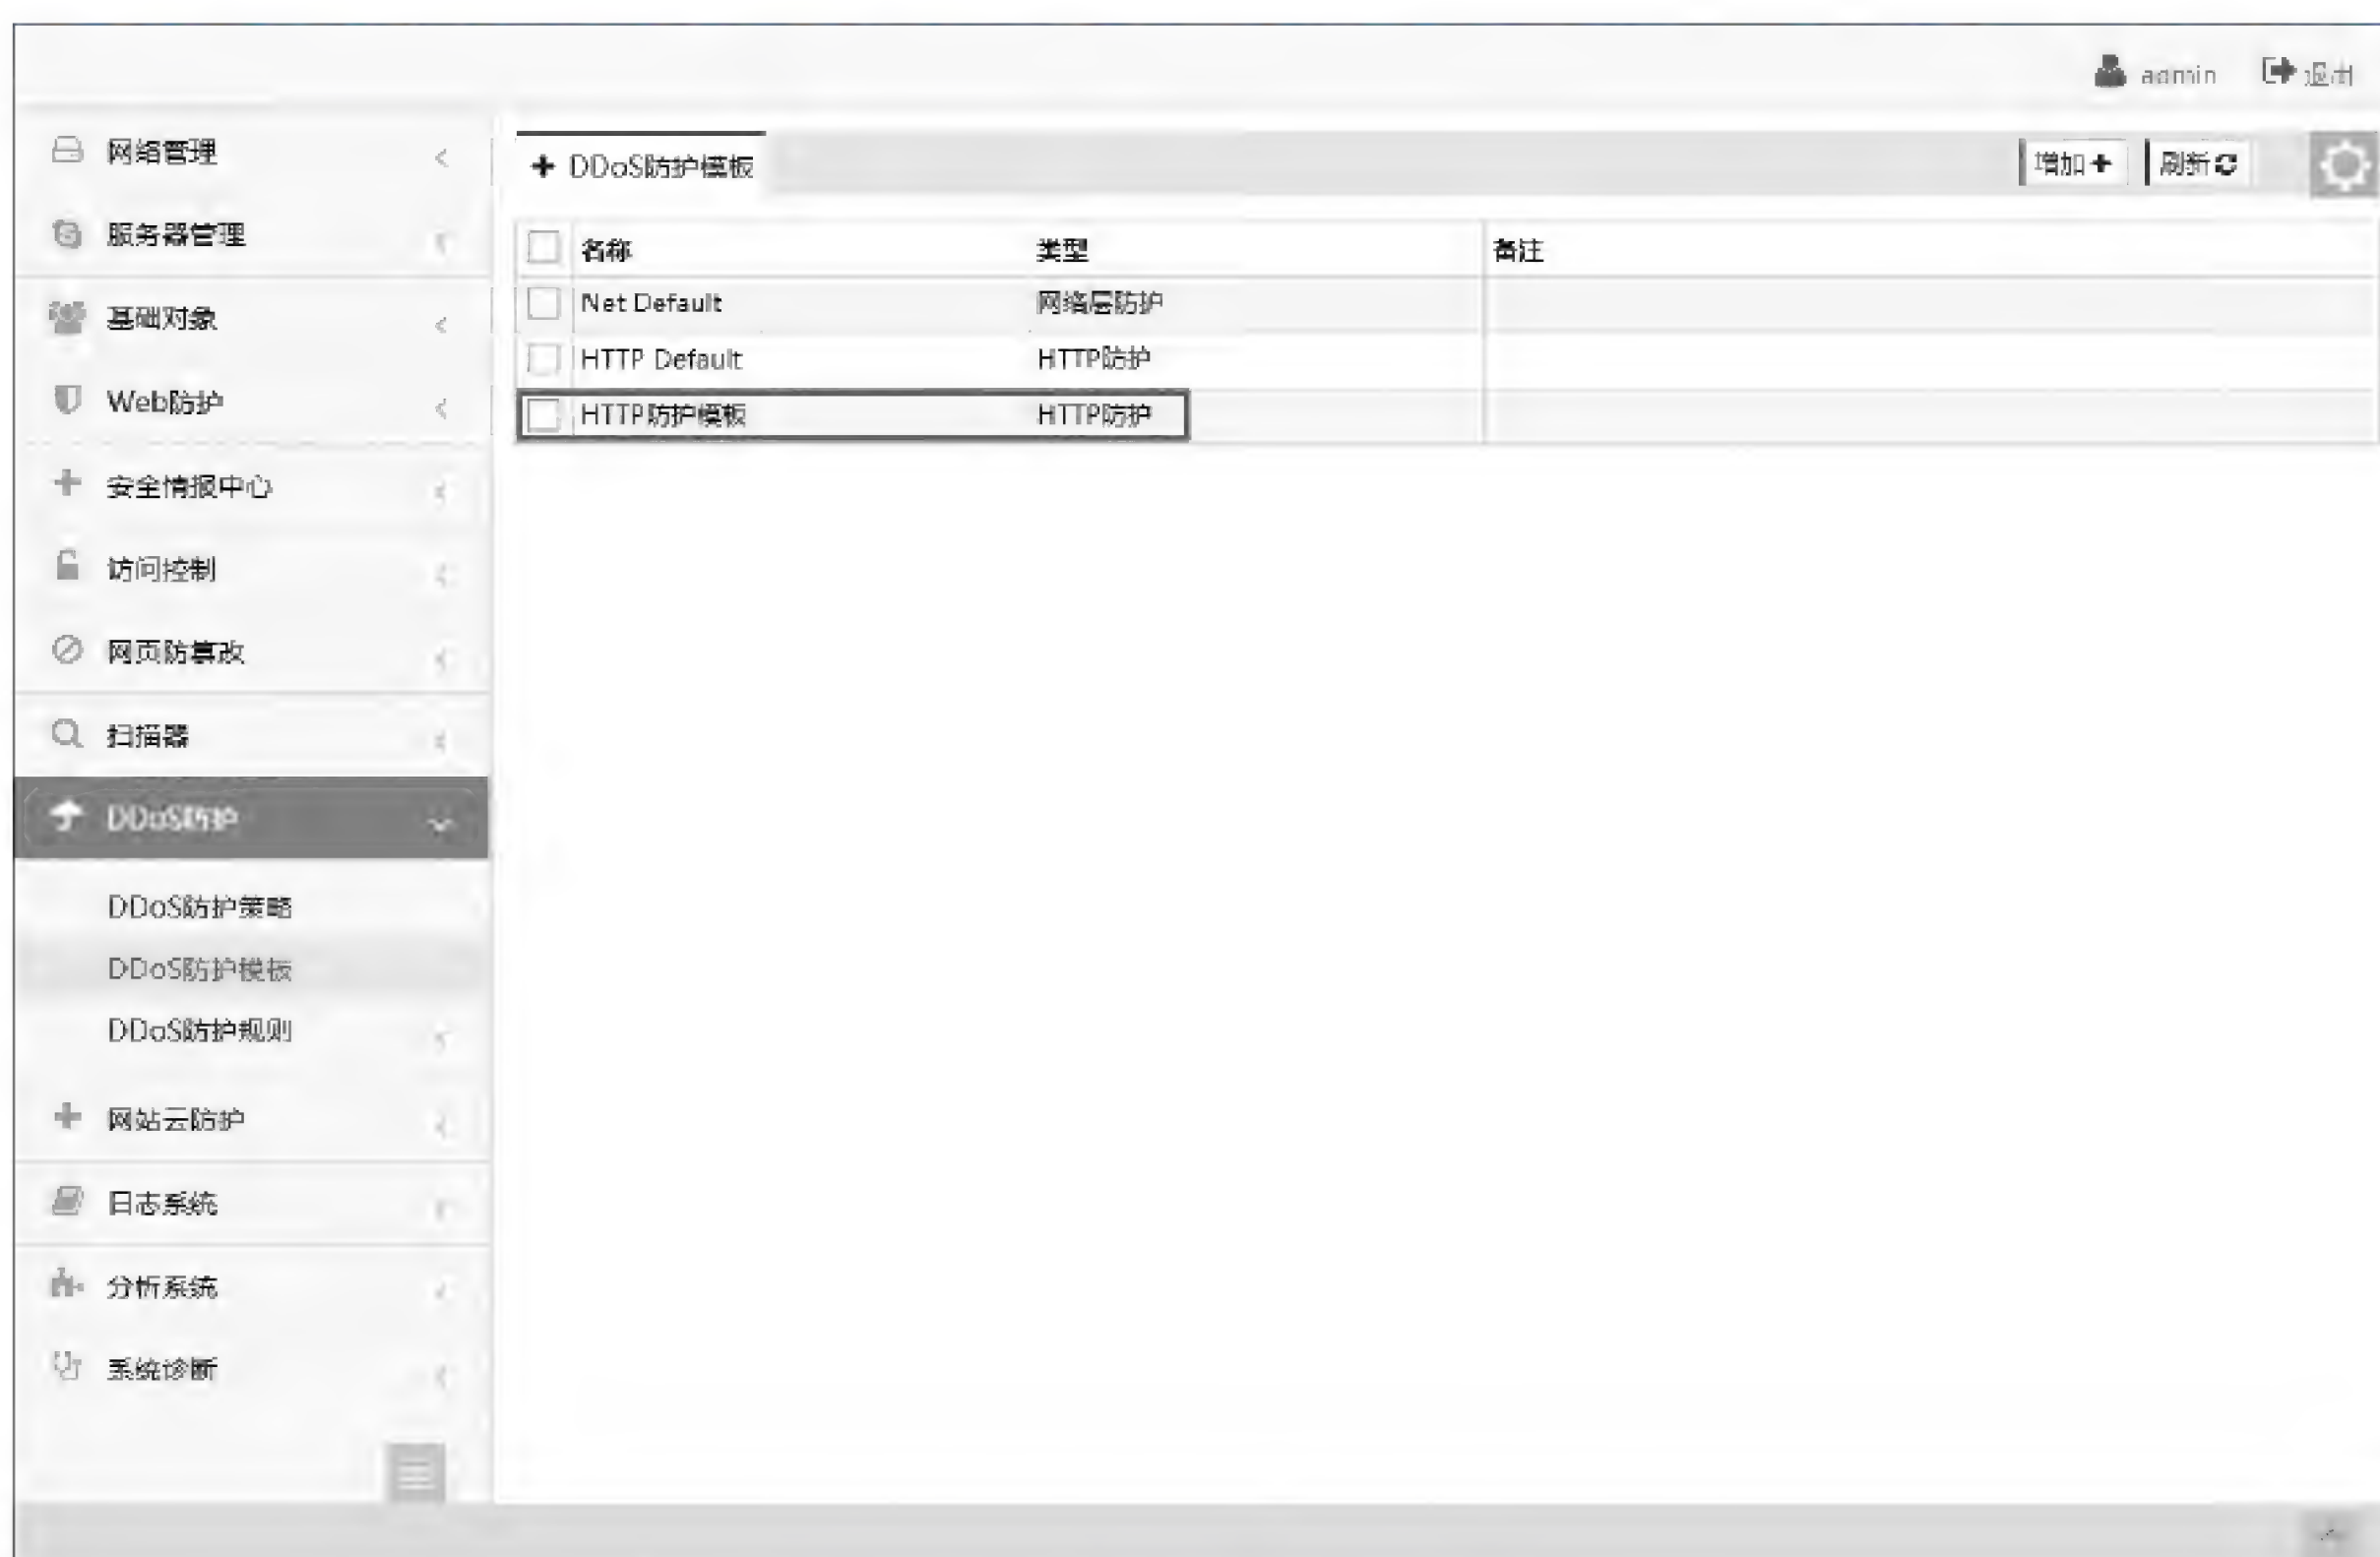 admin 退出
网络管理
服务器管理
基础对象
Web防护
安全情报中心
访问控制
网页防篡改
扫描器
DDoS防护
DDoS防护策略
DDoS防护模板
DDoS防护规则
网站云防护
日志系统
分析系统
系统诊断
DDoS防护模板 增加 刷新
名称 类型 备注
Net Default 网络层防护
HTTP Default HTTP防护
HTTP防护模板 HTTP防护